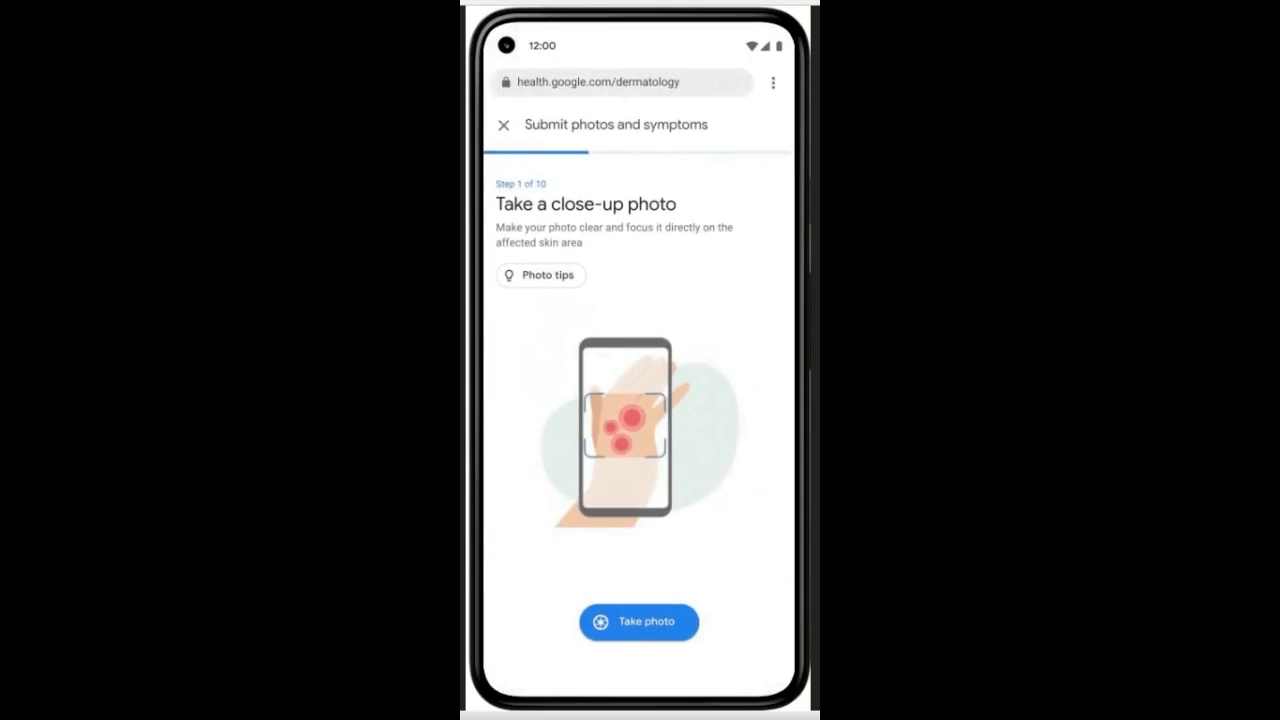 12:00
health.google.com/dermatology
Submit photos and symptoms
Step 1 of 10
Take a close-up photo
Make your photo clear and focus it directly on the
affected skin area
Photo tips
Take photo